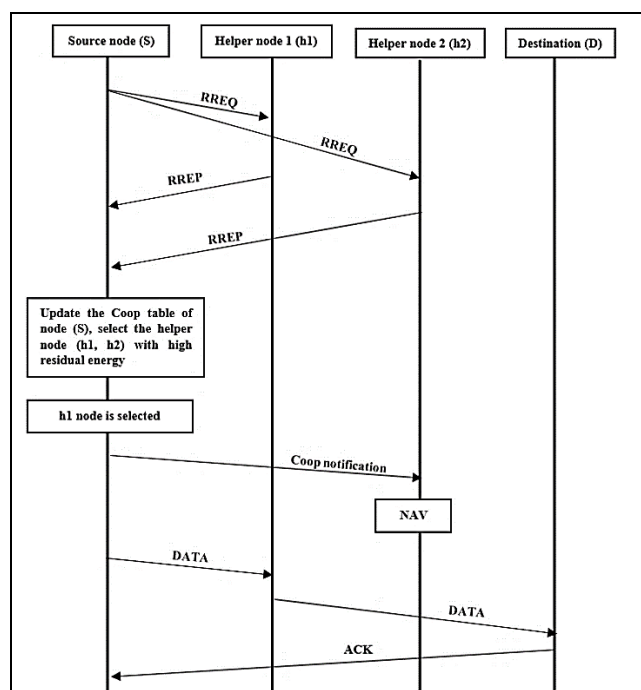 Source node (S)
Helper node 1 (h1)
Helper node 2 (h2)
Destination (D)
RREQ
RREQ
RREP
RREP
Update the Coop table of
node (S), select the helper
node (h1, h2) with high
residual energy
h1 node is selected
Coop notification
NAV
DATA
DATA
ACK